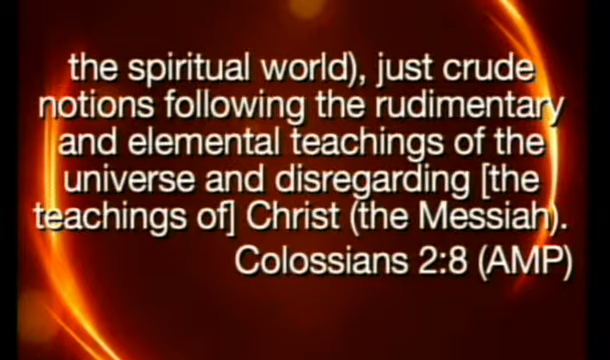 the spiritual world), just crude
notions following the rudimentary
and elemental teachings of the
universe and disregarding [the
teachings of] Christ (the Messiah).
Colossians 2:8 (AMP)